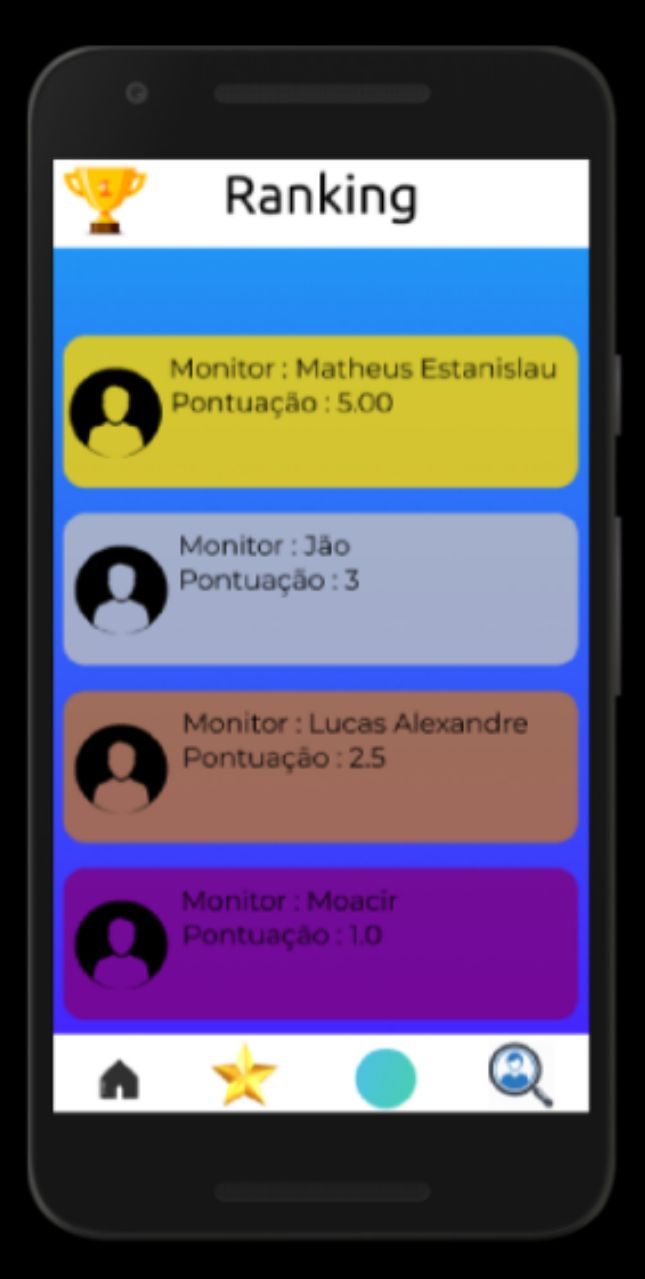 1
Ranking
Monitor : Matheus Estanislau
Pontuação : 5.00
Monitor : Jão
Pontuação : 3
Monitor : Lucas Alexandre
Pontuação : 2.5
Monitor : Moacir
Pontuação : 1.0